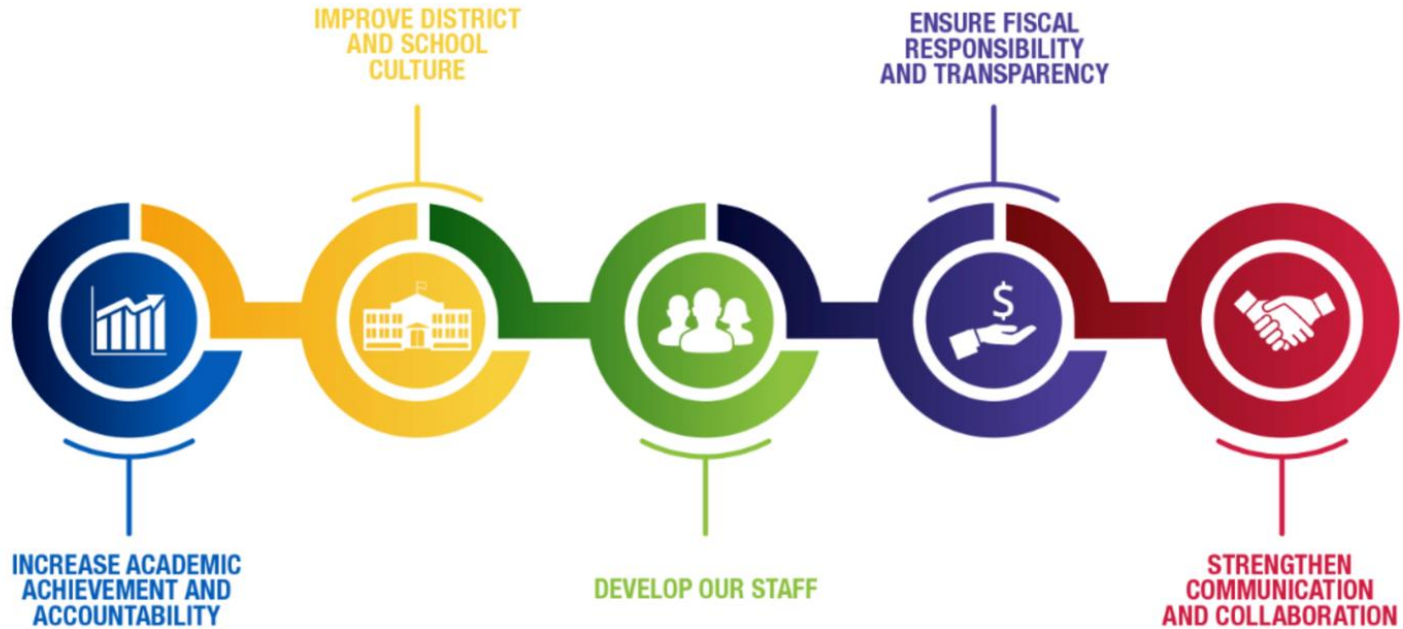 IMPROVE DISTRICT
AND SCHOOL
CULTURE
ENSURE FISCAL
RESPONSIBILITY
AND TRANSPARENCY
$
INCREASE ACADEMIC
ACHIEVEMENT AND
ACCOUNTABILITY
DEVELOP OUR STAFF
STRENGTHEN
COMMUNICATION
AND COLLABORATION